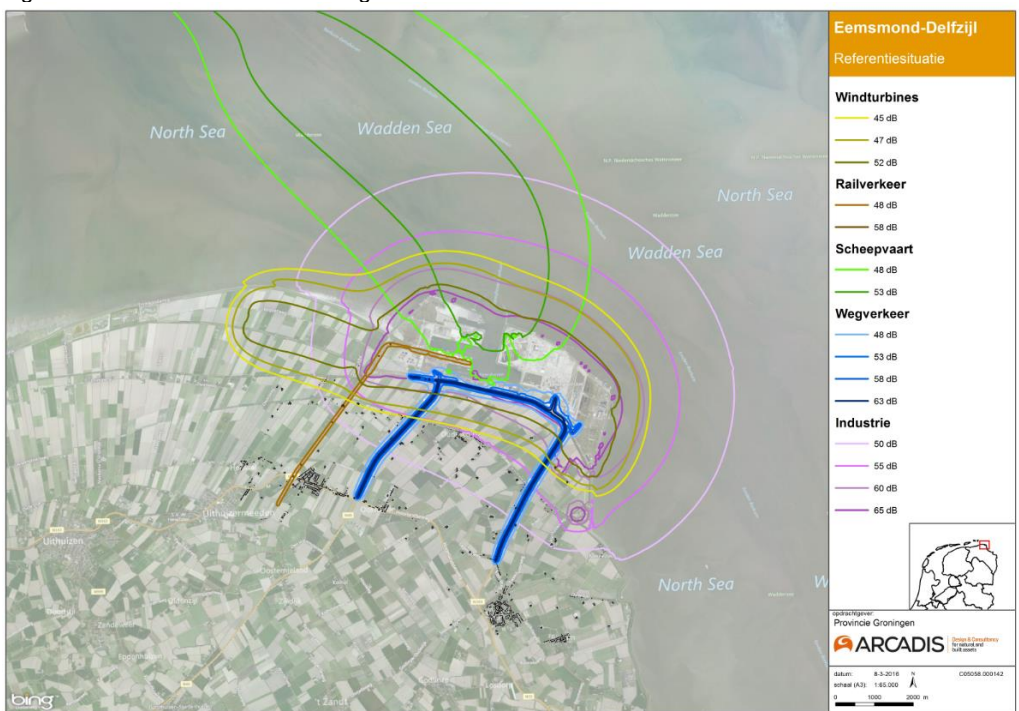 Eemsmond-Delfzijl
Referentiesituatie
Windturbines
45 dB
47 dB
52 dB
Railverkeer
48 dB
58 dB
Scheepvaart
48 dB
53 dB
Wegverkeer
48 dB
53 dB
58 dB
63 dB
Industrie
50 dB
55 dB
60 dB
65 dB
North Sea
Wadden Sea
North Sea
Wadden Sea
Uithuizermeeden
Uithuizen
Oosteinde
North Sea
't Zandt
bing
opdrachtgever:
Provincie Groningen
ARCADIS
Design & Consultancy
for natural and
built assets
datum:
8-3-2016
N
C05058.000142
schaal (A3):
1:65.000
0 1000 2000 m